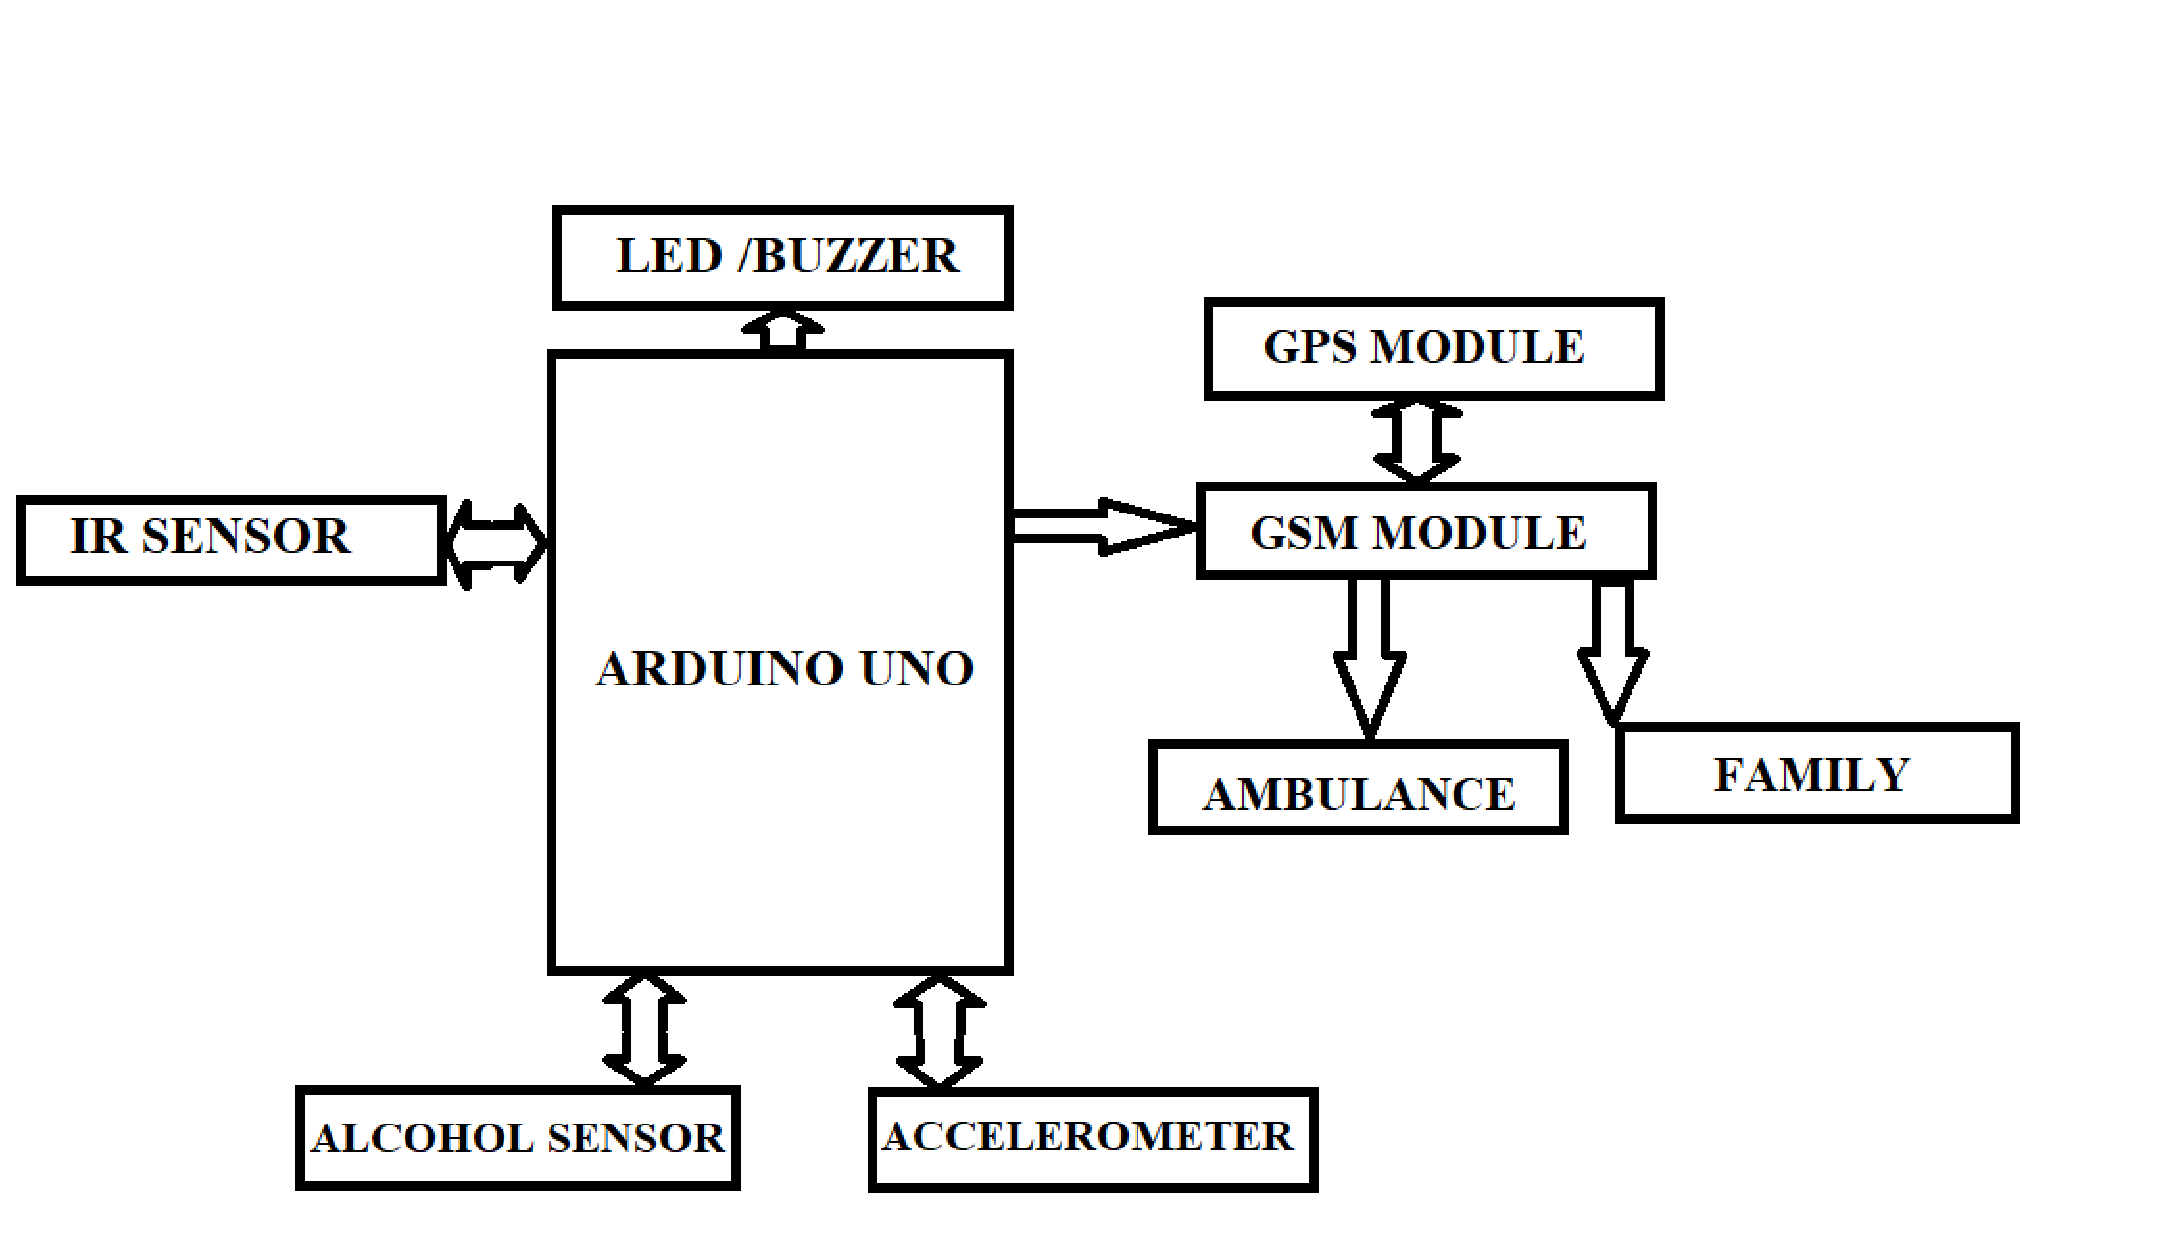 LED /BUZZER
GPS MODULE
IR SENSOR
GSM MODULE
ARDUINO UNO
AMBULANCE
FAMILY
ALCOHOL SENSOR
ACCELEROMETER